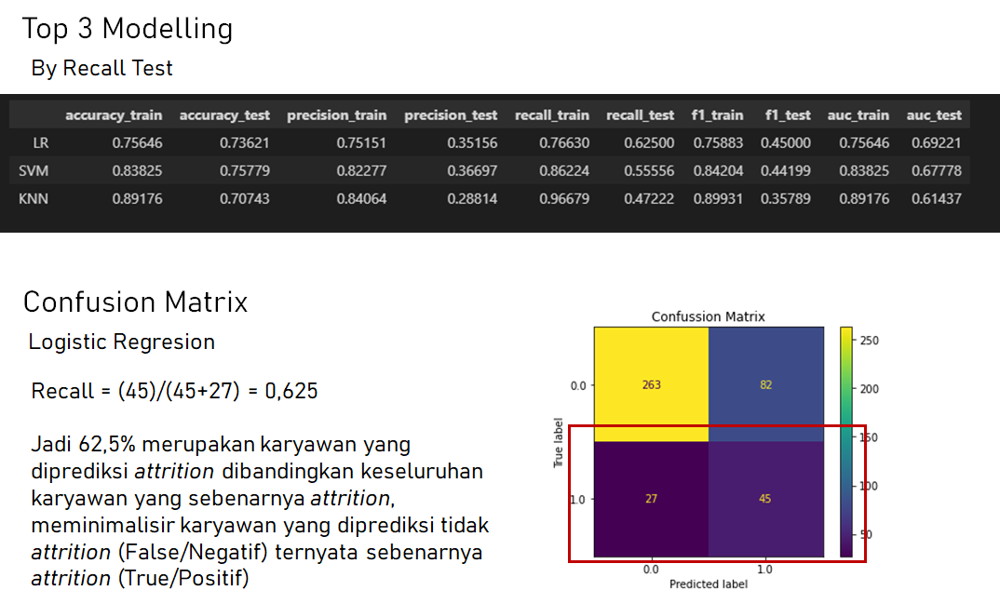 Top 3 Modelling
By Recall Test
accuracy_train accuracy_test precision_train precision_test recall_train recall_test f1_train f1_test auc_train auc_test
LR 0.75646 0.73621 0.75151 0.35156 0.76630 0.62500 0.75883 0.45000 0.75646 0.69221
SVM 0.83825 0.75779 0.82277 0.36697 0.86224 0.55556 0.84204 0.44199 0.83825 0.67778
KNN 0.89176 0.70743 0.84064 0.28814 0.96679 0.47222 0.89931 0.35789 0.89176 0.61437
Confusion Matrix
Logistic Regresion
Recall = (45)/(45+27) = 0,625
Jadi 62,5% merupakan karyawan yang
diprediksi attrition dibandingkan keseluruhan
karyawan yang sebenarnya attrition,
meminimalisir karyawan yang diprediksi tidak
attrition (False/Negatif) ternyata sebenarnya
attrition (True/Positif)
Confussion Matrix
250
0.0 263 82
200
True label
150
100
1.0 27 45
50
0.0 1.0
Predicted label